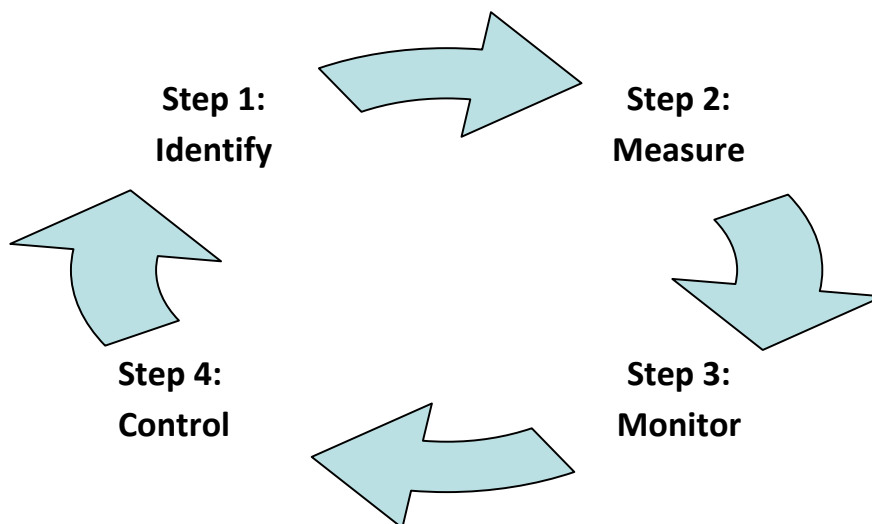 Step 1:
Identify
Step 2:
Measure
Step 3:
Monitor
Step 4:
Control